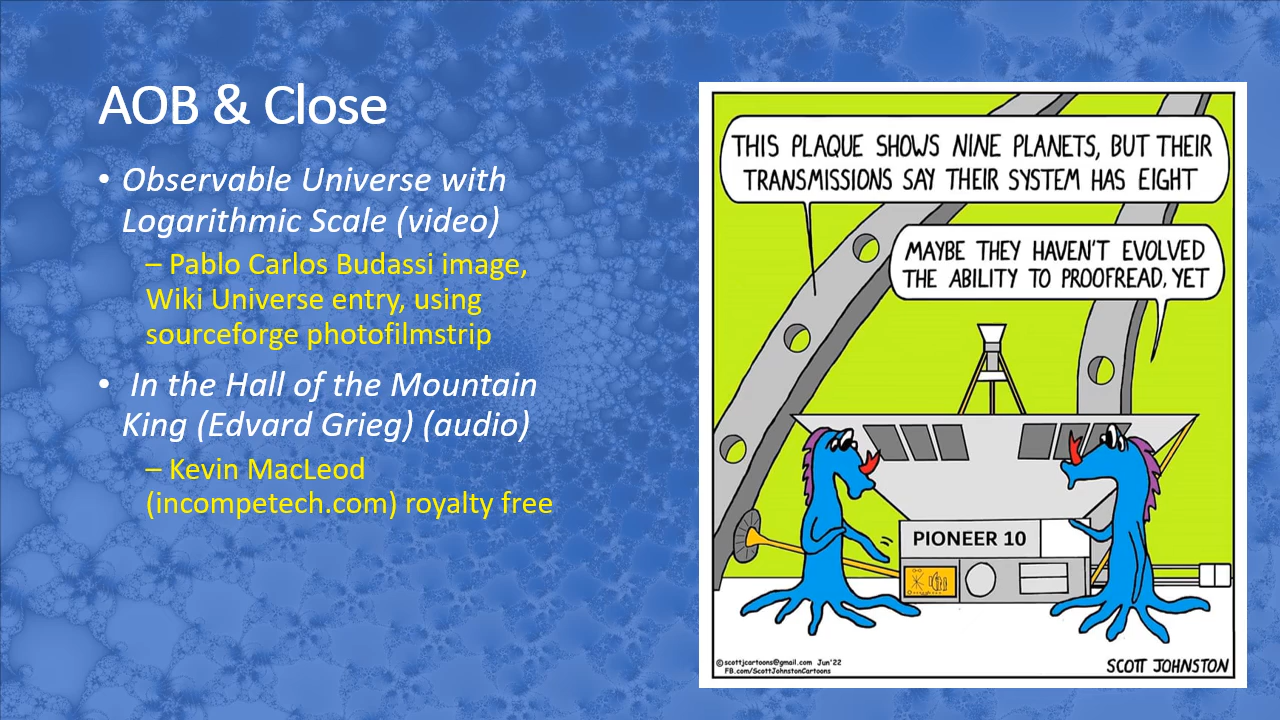 AOB & Close
• Observable Universe with
Logarithmic Scale (video)
– Pablo Carlos Budassi image,
Wiki Universe entry, using
sourceforge photofilmstrip
• In the Hall of the Mountain
King (Edvard Grieg) (audio)
– Kevin MacLeod
(incompetech.com) royalty free
THIS PLAQUE SHOWS NINE PLANETS, BUT THEIR
TRANSMISSIONS SAY THEIR SYSTEM HAS EIGHT
MAYBE THEY HAVEN'T EVOLVED
THE ABILITY TO PROOFREAD, YET
PIONEER 10
©scottjcartoons@gmail.com Jun'22
FB.com/ScottJohnstonCartoons
SCOTT JOHNSTON